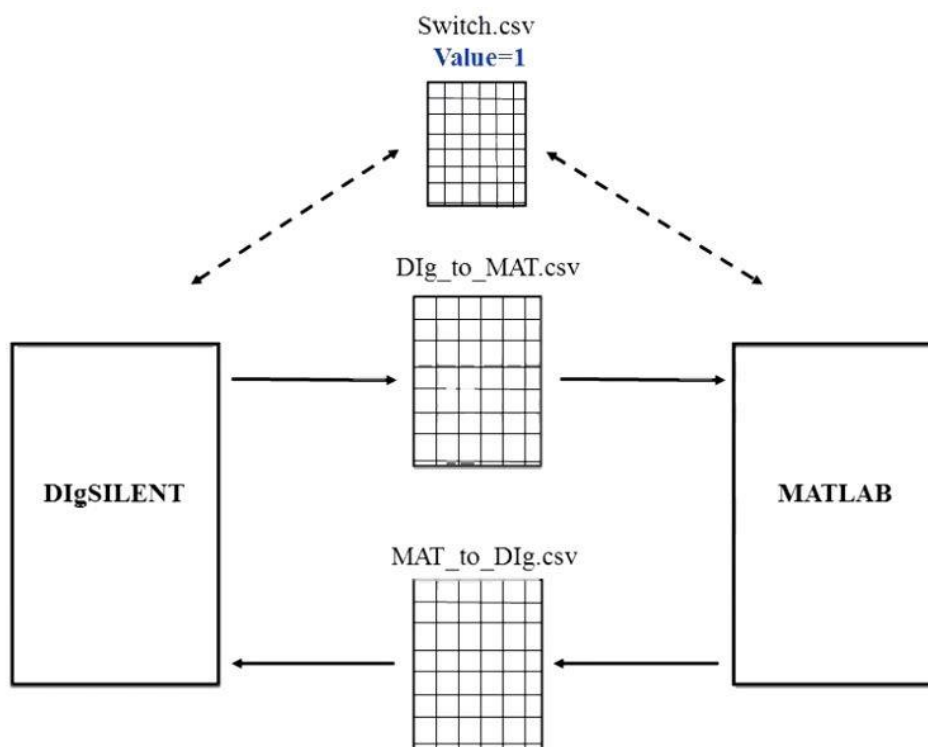 Switch.csv
Value=1
DIg_to_MAT.csv
DIgSILENT
MATLAB
MAT_to_DIg.csv